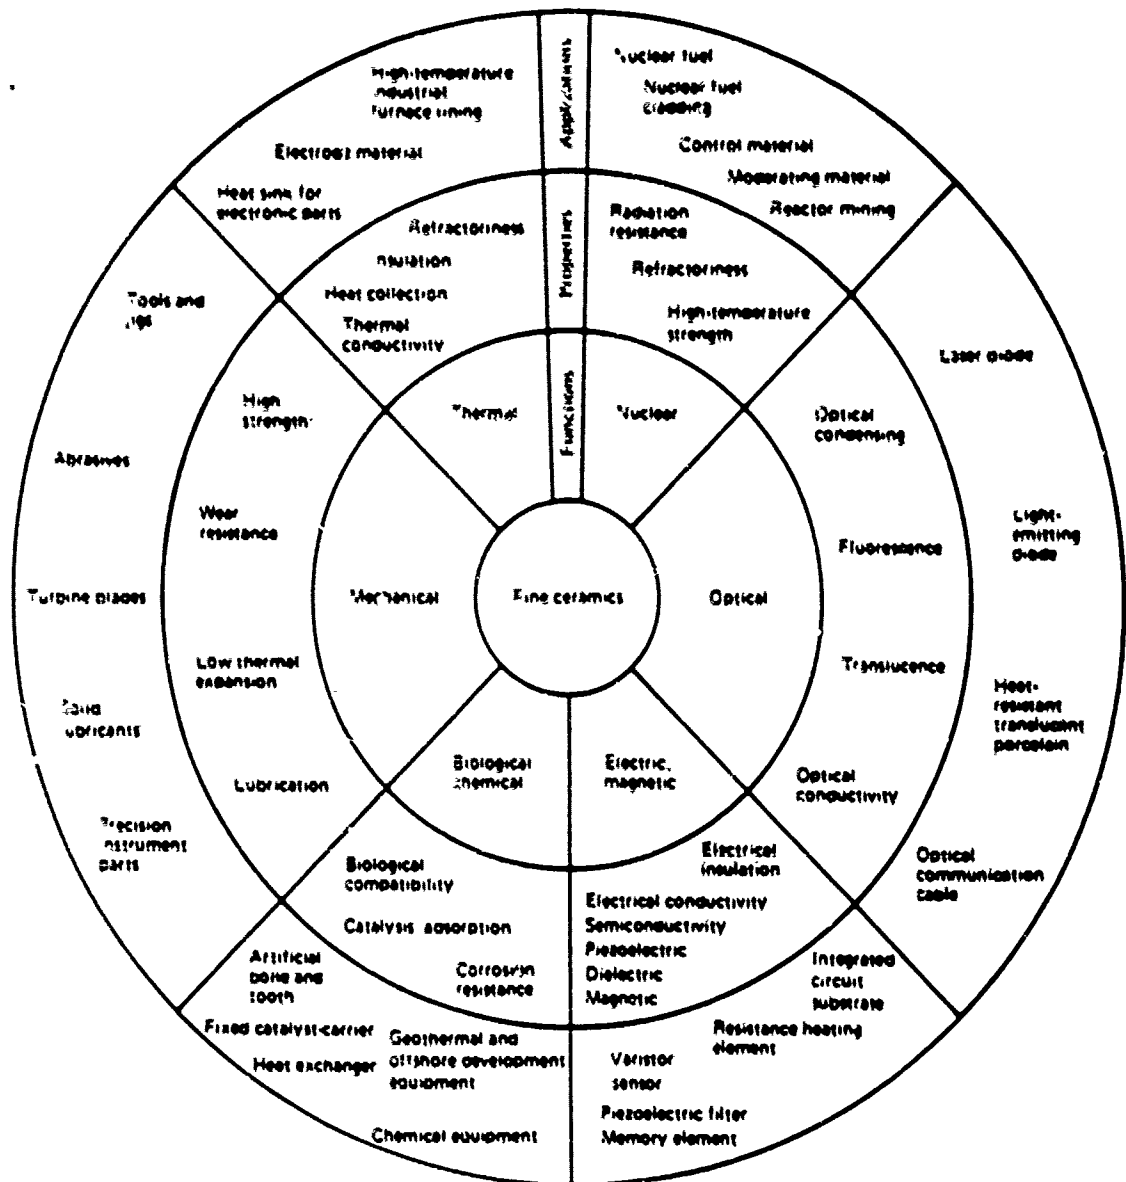 Applications
Properties
Functions
Fine ceramics
Thermal
Refractoriness
Insulation
Heat collection
Thermal
conductivity
High-temperature
industrial
furnace lining
Electrode material
Heat sink for
electronic parts
Nuclear
Radiation
resistance
Refractoriness
High-temperature
strength
Nuclear fuel
Nuclear fuel
cladding
Control material
Moderating material
Reactor mining
Optical
Optical
condensing
Fluorescence
Translucence
Optical
conductivity
Laser diode
Light-
emitting
diode
Heat-
resistant
translucent
porcelain
Optical
communication
cable
Electric,
magnetic
Electrical
insulation
Electrical conductivity
Semiconductivity
Piezoelectric
Dielectric
Magnetic
Integrated
circuit
substrate
Resistance heating
element
Varistor
sensor
Piezoelectric filter
Memory element
Biological
chemical
Biological
compatibility
Catalysis adsorption
Corrosion
resistance
Artificial
bone and
tooth
Fixed catalyst-carrier
Heat exchanger
Geothermal and
offshore development
equipment
Chemical equipment
Mechanical
High
strength
Wear
resistance
Low thermal
expansion
Lubrication
Tools and
jigs
Abrasives
Turbine blades
Solid
lubricants
Precision
instrument
parts